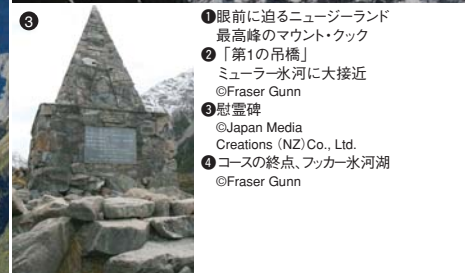 ❸
❶眼前に迫るニュージーランド
最高峰のマウント・クック
❷「第1の吊橋」
ミューラー氷河に大接近
©Fraser Gunn
❸慰霊碑
©Japan Media
Creations （NZ）Co., Ltd.
❹コースの終点、フッカー氷河湖
©Fraser Gunn